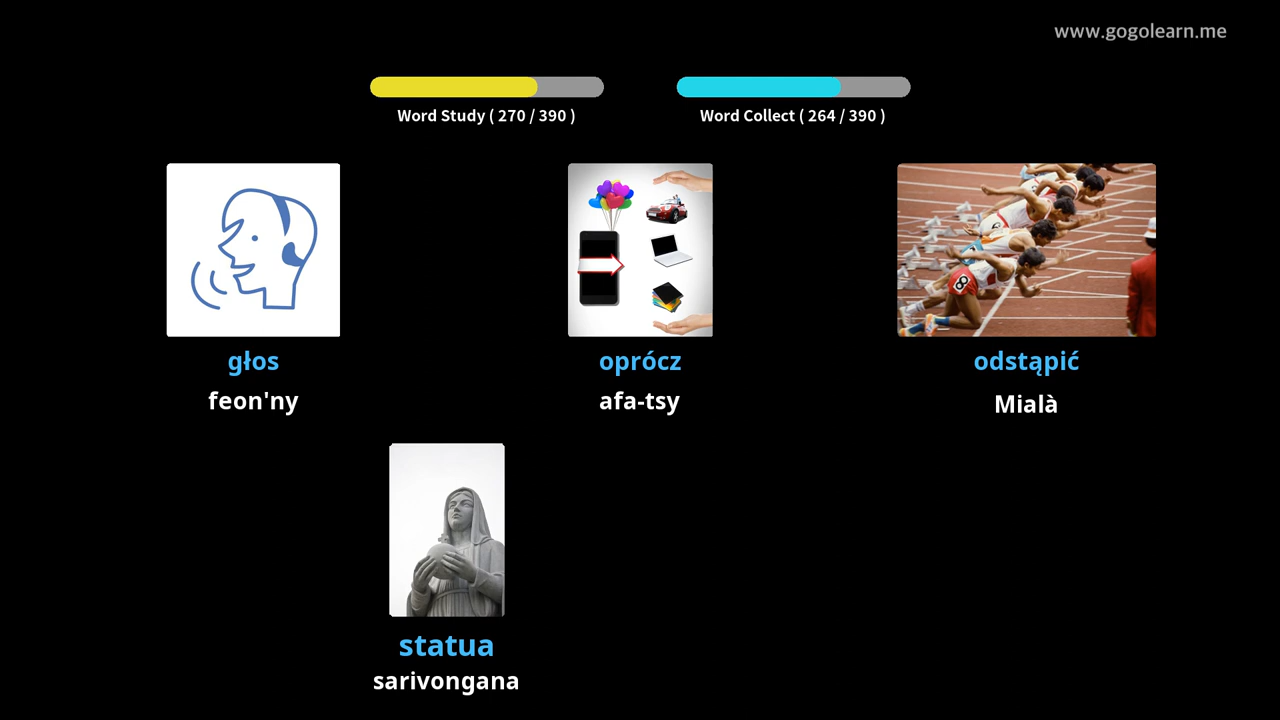 www.gogolearn.me
Word Study ( 270 / 390 )
Word Collect ( 264 / 390 )
głos
feon'ny
oprócz
afa-tsy
odstąpić
Mialà
statua
sarivongana